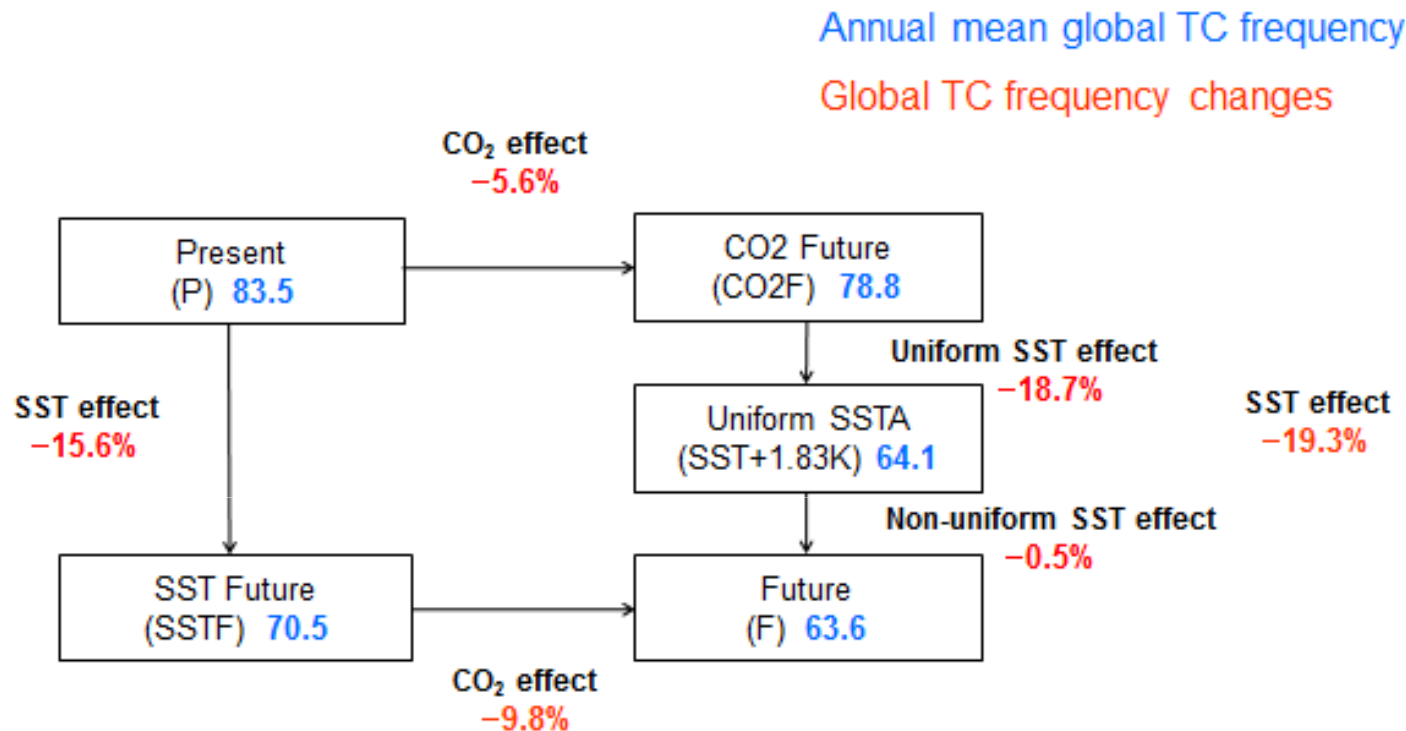 Annual mean global TC frequency
Global TC frequency changes
CO₂ effect
−5.6%
Present
(P) 83.5
CO2 Future
(CO2F) 78.8
Uniform SST effect
−18.7%
SST effect
−15.6%
Uniform SSTA
(SST+1.83K) 64.1
SST effect
−19.3%
Non-uniform SST effect
−0.5%
SST Future
(SSTF) 70.5
Future
(F) 63.6
CO₂ effect
−9.8%